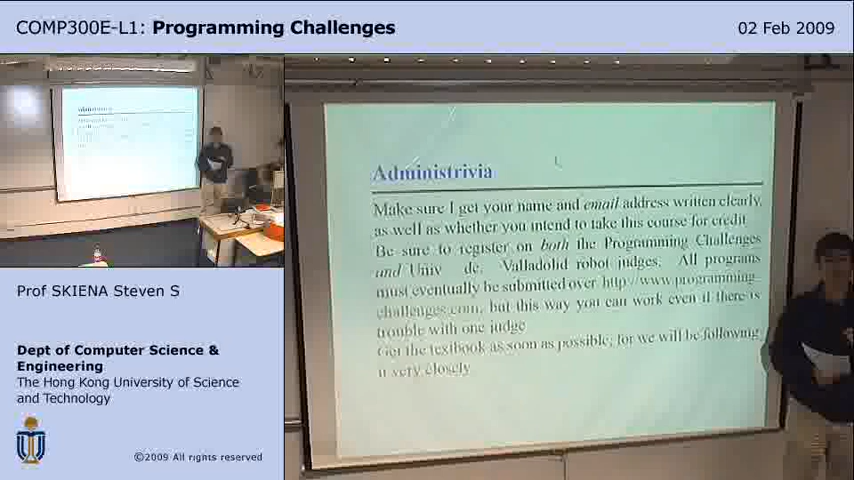 COMP300E-L1: Programming Challenges
02 Feb 2009
Administrivia
Make sure I get your name and email address written clearly,
as well as whether you intend to take this course for credit
Be sure to register on both the Programming Challenges
and Univ de. Valladolid robot judges. All programs
must eventually be submitted over http://www.programming-
challenges.com, but this way you can work even if there is
trouble with one judge
Get the textbook as soon as possible, for we will be following
it very closely
Prof SKIENA Steven S
Dept of Computer Science &
Engineering
The Hong Kong University of Science
and Technology
©2009 All rights reserved